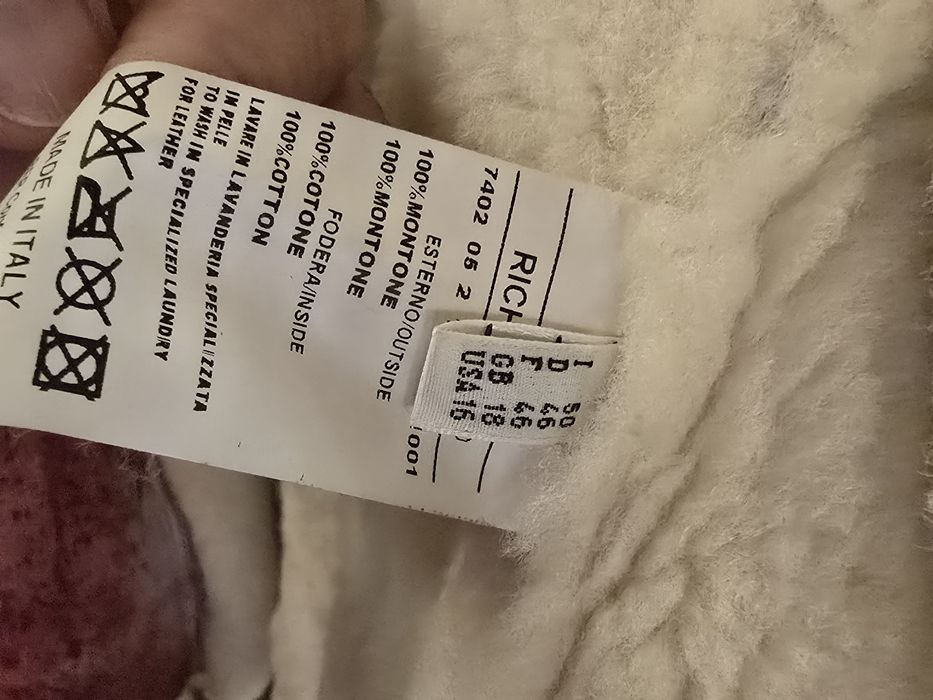 RICH
7402 05 2
1001
ESTERNO/OUTSIDE
100%MONTONE
100%MONTONE
FODERA/INSIDE
100%COTONE
100%COTTON
LAVARE IN LAVANDERIA SPECIALIZZATA
IN PELLE
TO WASH IN SPECIALIZED LAUNDRY
FOR LEATHER
MADE IN ITALY
I 50
D 46
F 46
GB 18
USA 16